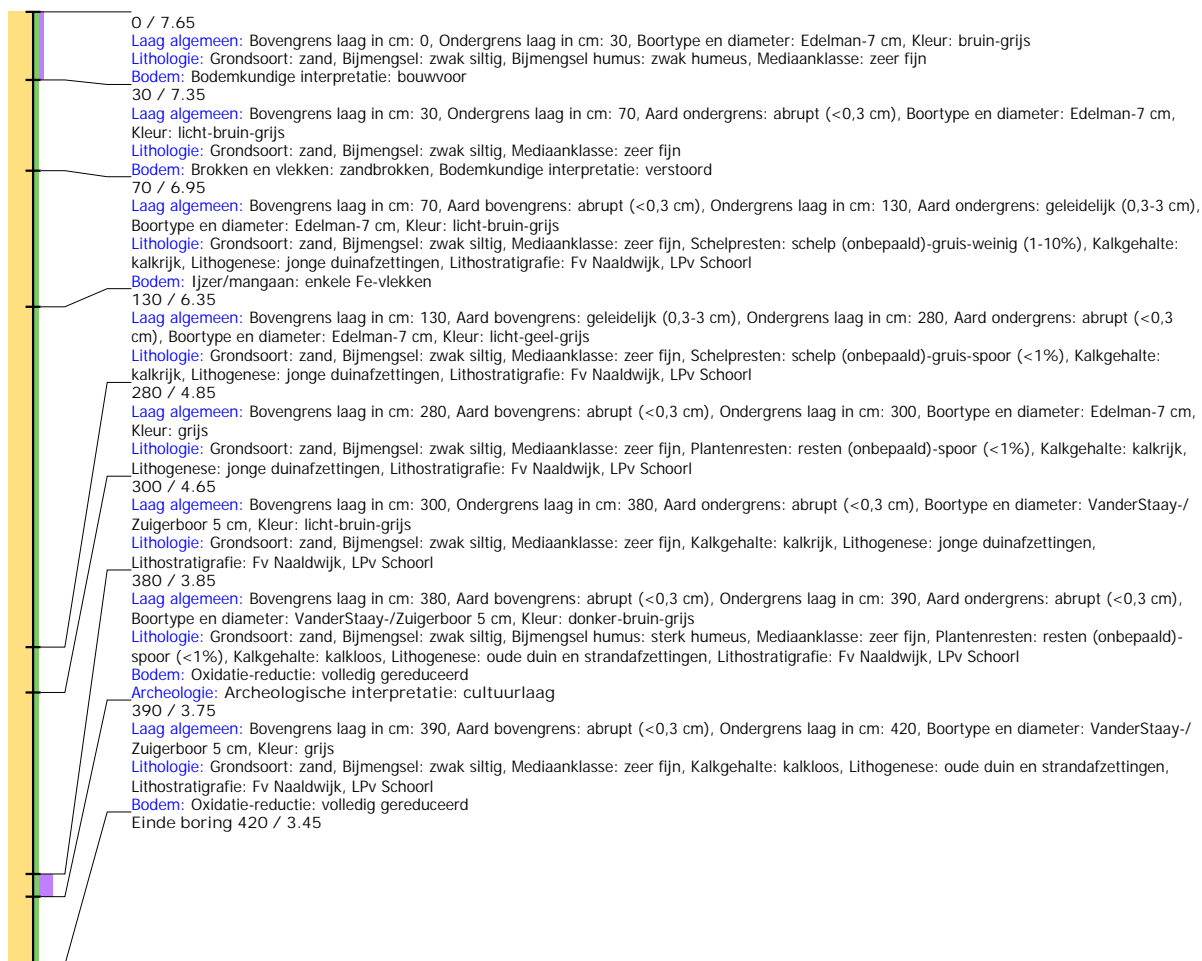 0 / 7.65
Laag algemeen: Bovengrens laag in cm: 0, Ondergrens laag in cm: 30, Boortype en diameter: Edelman-7 cm, Kleur: bruin-grijs
Lithologie: Grondsoort: zand, Bijmengsel: zwak siltig, Bijmengsel humus: zwak humeus, Mediaanklasse: zeer fijn
Bodem: Bodemkundige interpretatie: bouwvoor
30 / 7.35
Laag algemeen: Bovengrens laag in cm: 30, Ondergrens laag in cm: 70, Aard ondergrens: abrupt (<0,3 cm), Boortype en diameter: Edelman-7 cm,
Kleur: licht-bruin-grijs
Lithologie: Grondsoort: zand, Bijmengsel: zwak siltig, Mediaanklasse: zeer fijn
Bodem: Brokken en vlekken: zandbrokken, Bodemkundige interpretatie: verstoord
70 / 6.95
Laag algemeen: Bovengrens laag in cm: 70, Aard bovengrens: abrupt (<0,3 cm), Ondergrens laag in cm: 130, Aard ondergrens: geleidelijk (0,3-3 cm),
Boortype en diameter: Edelman-7 cm, Kleur: licht-bruin-grijs
Lithologie: Grondsoort: zand, Bijmengsel: zwak siltig, Mediaanklasse: zeer fijn, Schelpresten: schelp (onbepaald)-gruis-weinig (1-10%), Kalkgehalte:
kalkrijk, Lithogenese: jonge duinafzettingen, Lithostratigrafie: Fv Naaldwijk, LPv Schoorl
Bodem: Ijzer/mangaan: enkele Fe-vlekken
130 / 6.35
Laag algemeen: Bovengrens laag in cm: 130, Aard bovengrens: geleidelijk (0,3-3 cm), Ondergrens laag in cm: 280, Aard ondergrens: abrupt (<0,3
cm), Boortype en diameter: Edelman-7 cm, Kleur: licht-geel-grijs
Lithologie: Grondsoort: zand, Bijmengsel: zwak siltig, Mediaanklasse: zeer fijn, Schelpresten: schelp (onbepaald)-gruis-spoor (<1%), Kalkgehalte:
kalkrijk, Lithogenese: jonge duinafzettingen, Lithostratigrafie: Fv Naaldwijk, LPv Schoorl
280 / 4.85
Laag algemeen: Bovengrens laag in cm: 280, Aard bovengrens: abrupt (<0,3 cm), Ondergrens laag in cm: 300, Boortype en diameter: Edelman-7 cm,
Kleur: grijs
Lithologie: Grondsoort: zand, Bijmengsel: zwak siltig, Mediaanklasse: zeer fijn, Plantenresten: resten (onbepaald)-spoor (<1%), Kalkgehalte: kalkrijk,
Lithogenese: jonge duinafzettingen, Lithostratigrafie: Fv Naaldwijk, LPv Schoorl
300 / 4.65
Laag algemeen: Bovengrens laag in cm: 300, Ondergrens laag in cm: 380, Aard ondergrens: abrupt (<0,3 cm), Boortype en diameter: VanderStaay-/
Zuigerboor 5 cm, Kleur: licht-bruin-grijs
Lithologie: Grondsoort: zand, Bijmengsel: zwak siltig, Mediaanklasse: zeer fijn, Kalkgehalte: kalkrijk, Lithogenese: jonge duinafzettingen,
Lithostratigrafie: Fv Naaldwijk, LPv Schoorl
380 / 3.85
Laag algemeen: Bovengrens laag in cm: 380, Aard bovengrens: abrupt (<0,3 cm), Ondergrens laag in cm: 390, Aard ondergrens: abrupt (<0,3 cm),
Boortype en diameter: VanderStaay-/Zuigerboor 5 cm, Kleur: donker-bruin-grijs
Lithologie: Grondsoort: zand, Bijmengsel: zwak siltig, Bijmengsel humus: sterk humeus, Mediaanklasse: zeer fijn, Plantenresten: resten (onbepaald)-
spoor (<1%), Kalkgehalte: kalkloos, Lithogenese: oude duin en strandafzettingen, Lithostratigrafie: Fv Naaldwijk, LPv Schoorl
Bodem: Oxidatie-reductie: volledig gereduceerd
Archeologie: Archeologische interpretatie: cultuurlaag
390 / 3.75
Laag algemeen: Bovengrens laag in cm: 390, Aard bovengrens: abrupt (<0,3 cm), Ondergrens laag in cm: 420, Boortype en diameter: VanderStaay-/
Zuigerboor 5 cm, Kleur: grijs
Lithologie: Grondsoort: zand, Bijmengsel: zwak siltig, Mediaanklasse: zeer fijn, Kalkgehalte: kalkloos, Lithogenese: oude duin en strandafzettingen,
Lithostratigrafie: Fv Naaldwijk, LPv Schoorl
Bodem: Oxidatie-reductie: volledig gereduceerd
Einde boring 420 / 3.45